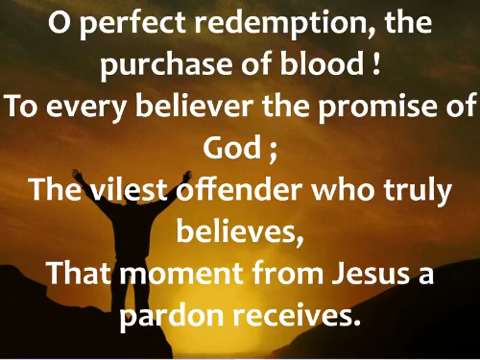 O perfect redemption, the
purchase of blood !
To every believer the promise of
God ;
The vilest offender who truly
believes,
That moment from Jesus a
pardon receives.